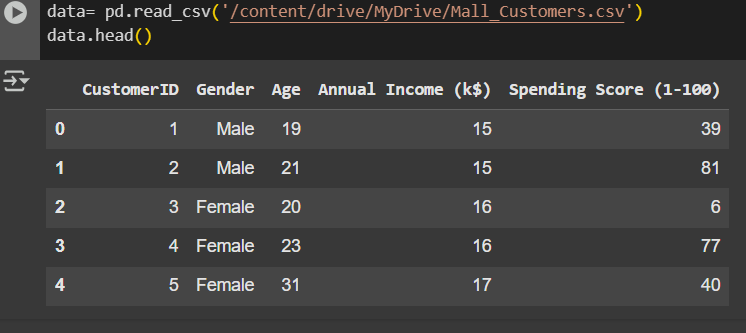 data= pd.read_csv('/content/drive/MyDrive/Mall_Customers.csv')
data.head()
CustomerID Gender Age Annual Income (k$) Spending Score (1-100)
0 1 Male 19 15 39
1 2 Male 21 15 81
2 3 Female 20 16 6
3 4 Female 23 16 77
4 5 Female 31 17 40